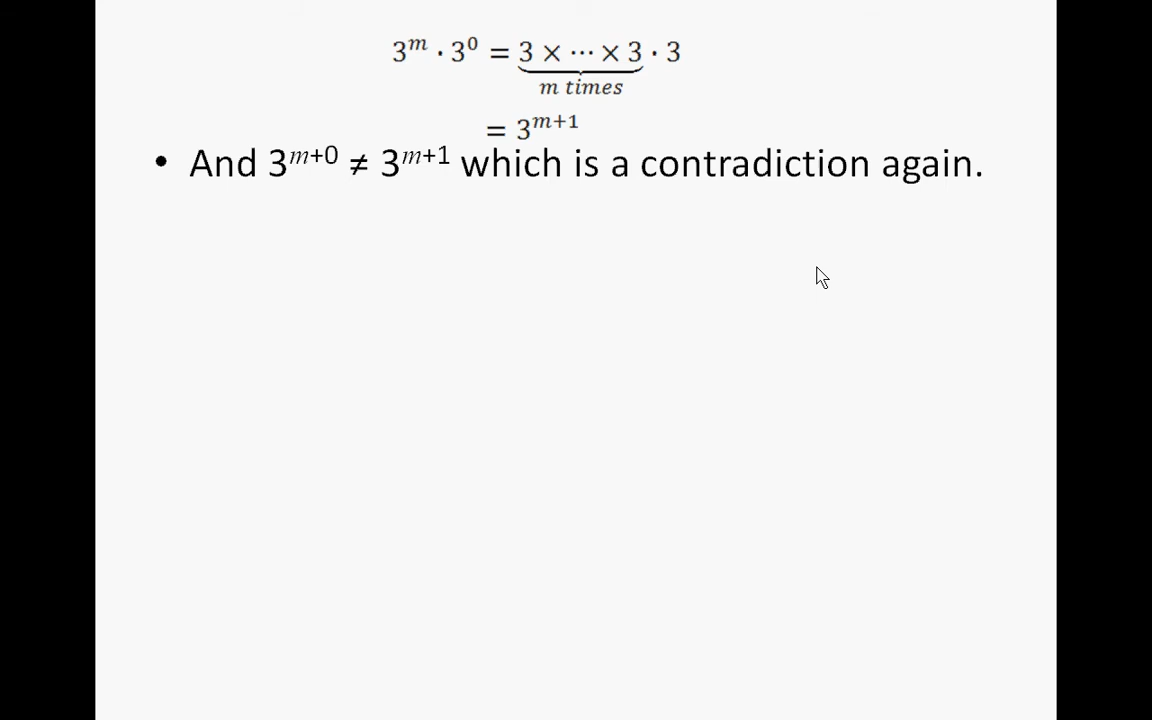 3^m · 3^0 = 3 × ⋯ × 3 · 3
m times
= 3^{m+1}
• And 3^{m+0} ≠ 3^{m+1} which is a contradiction again.